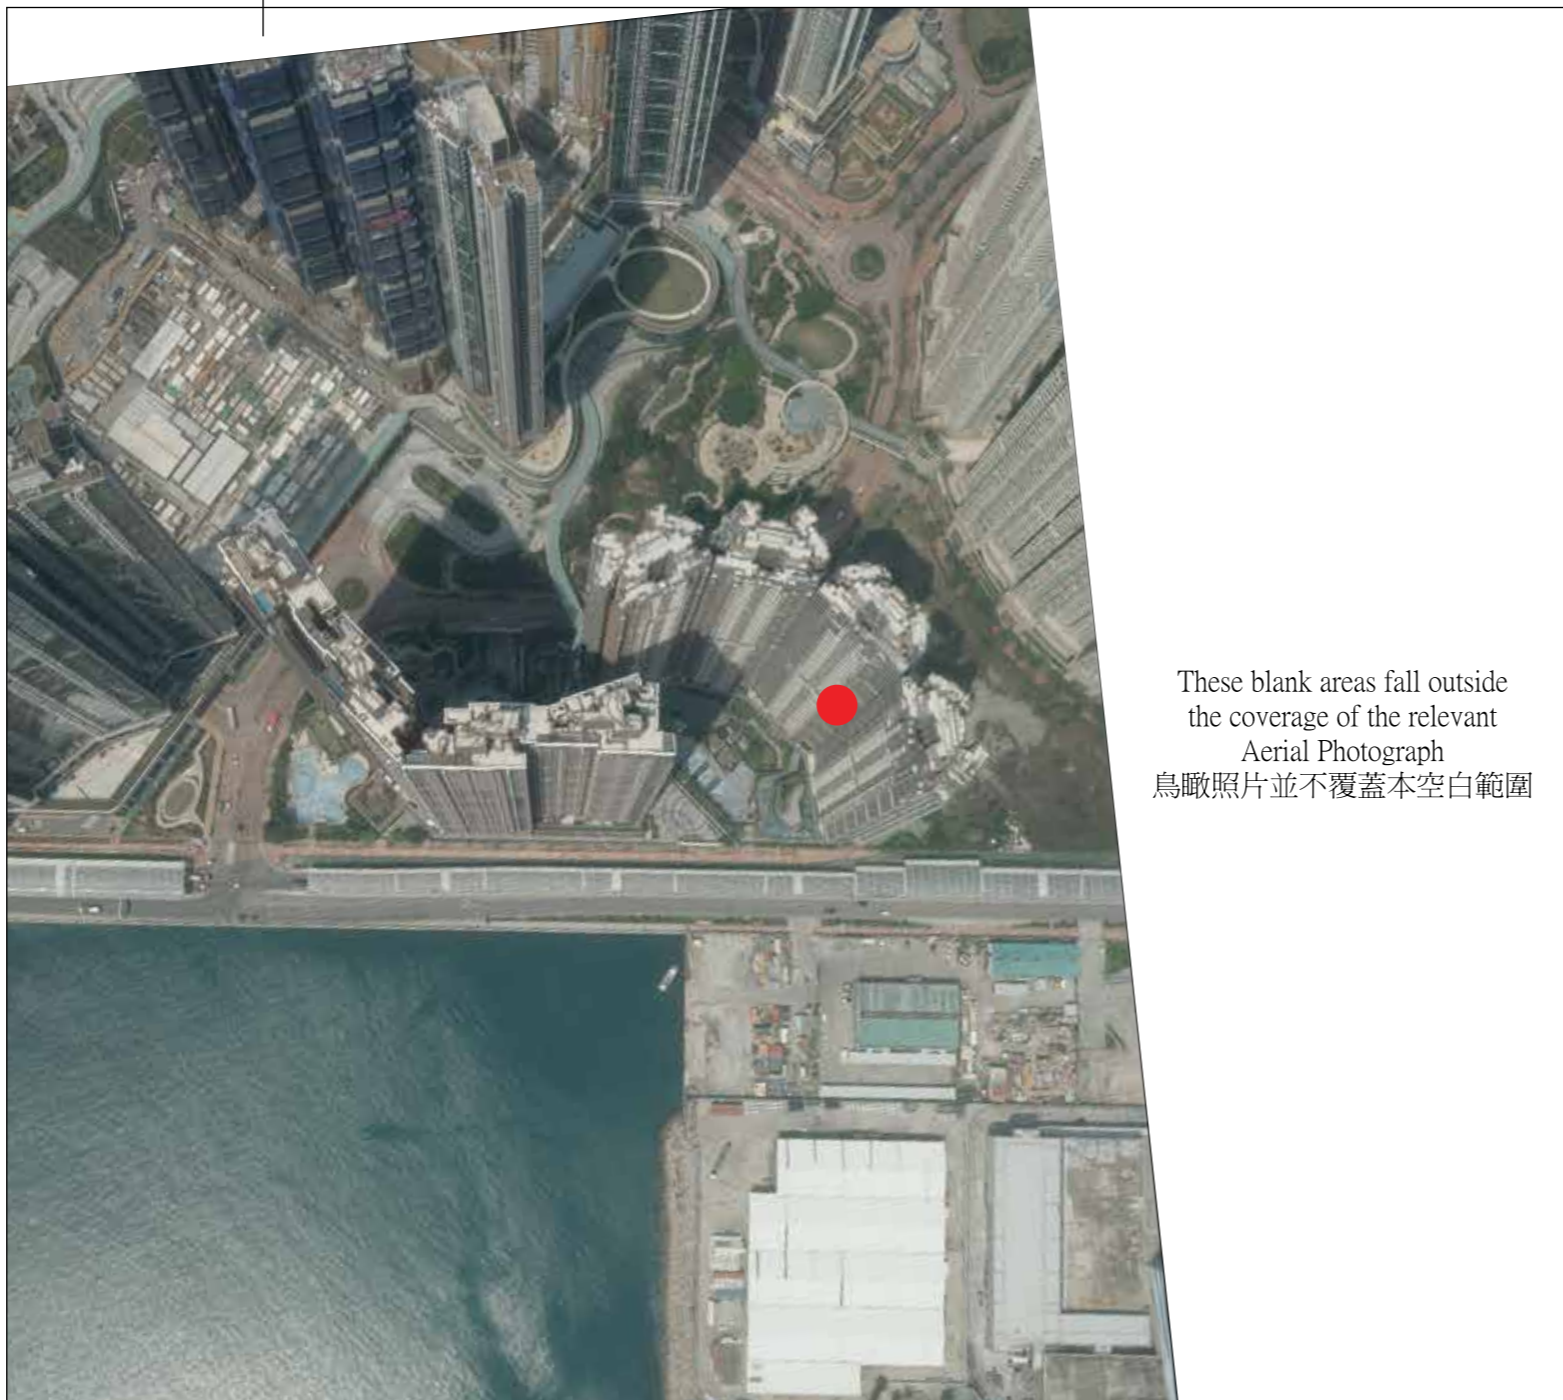 These blank areas fall outside
the coverage of the relevant
Aerial Photograph
鳥瞰照片並不覆蓋本空白範圍